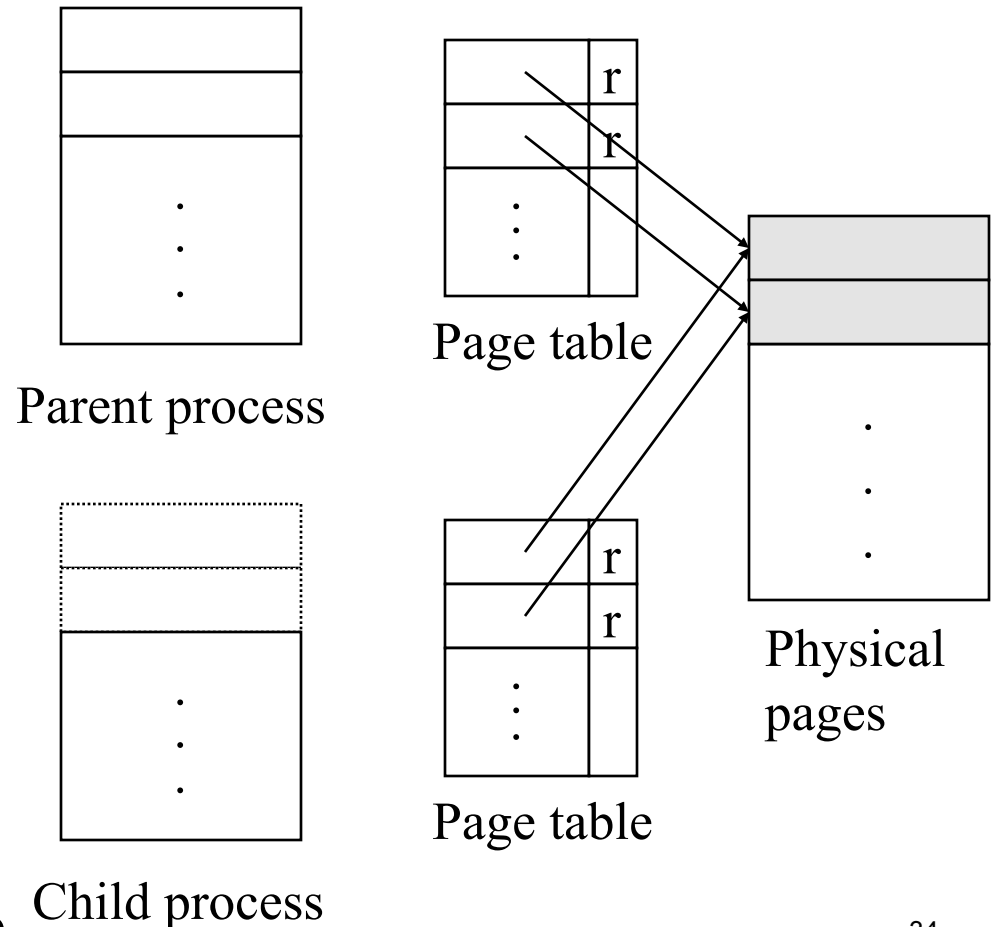 r
r
Page table
Parent process
r
r
Physical
pages
Page table
Child process